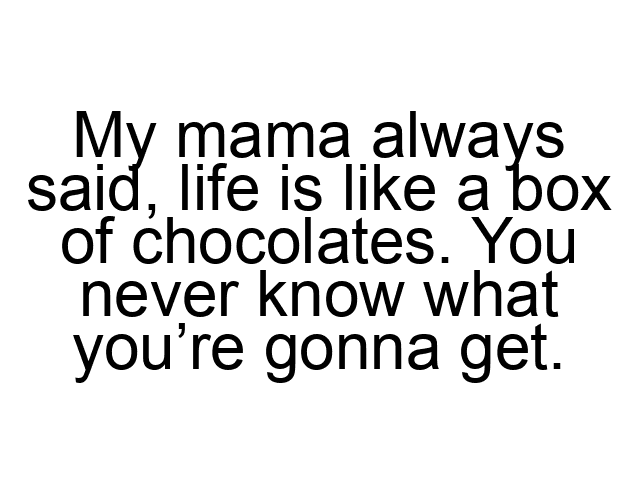 My mama always
said, life is like a box
of chocolates. You
never know what
you’re gonna get.